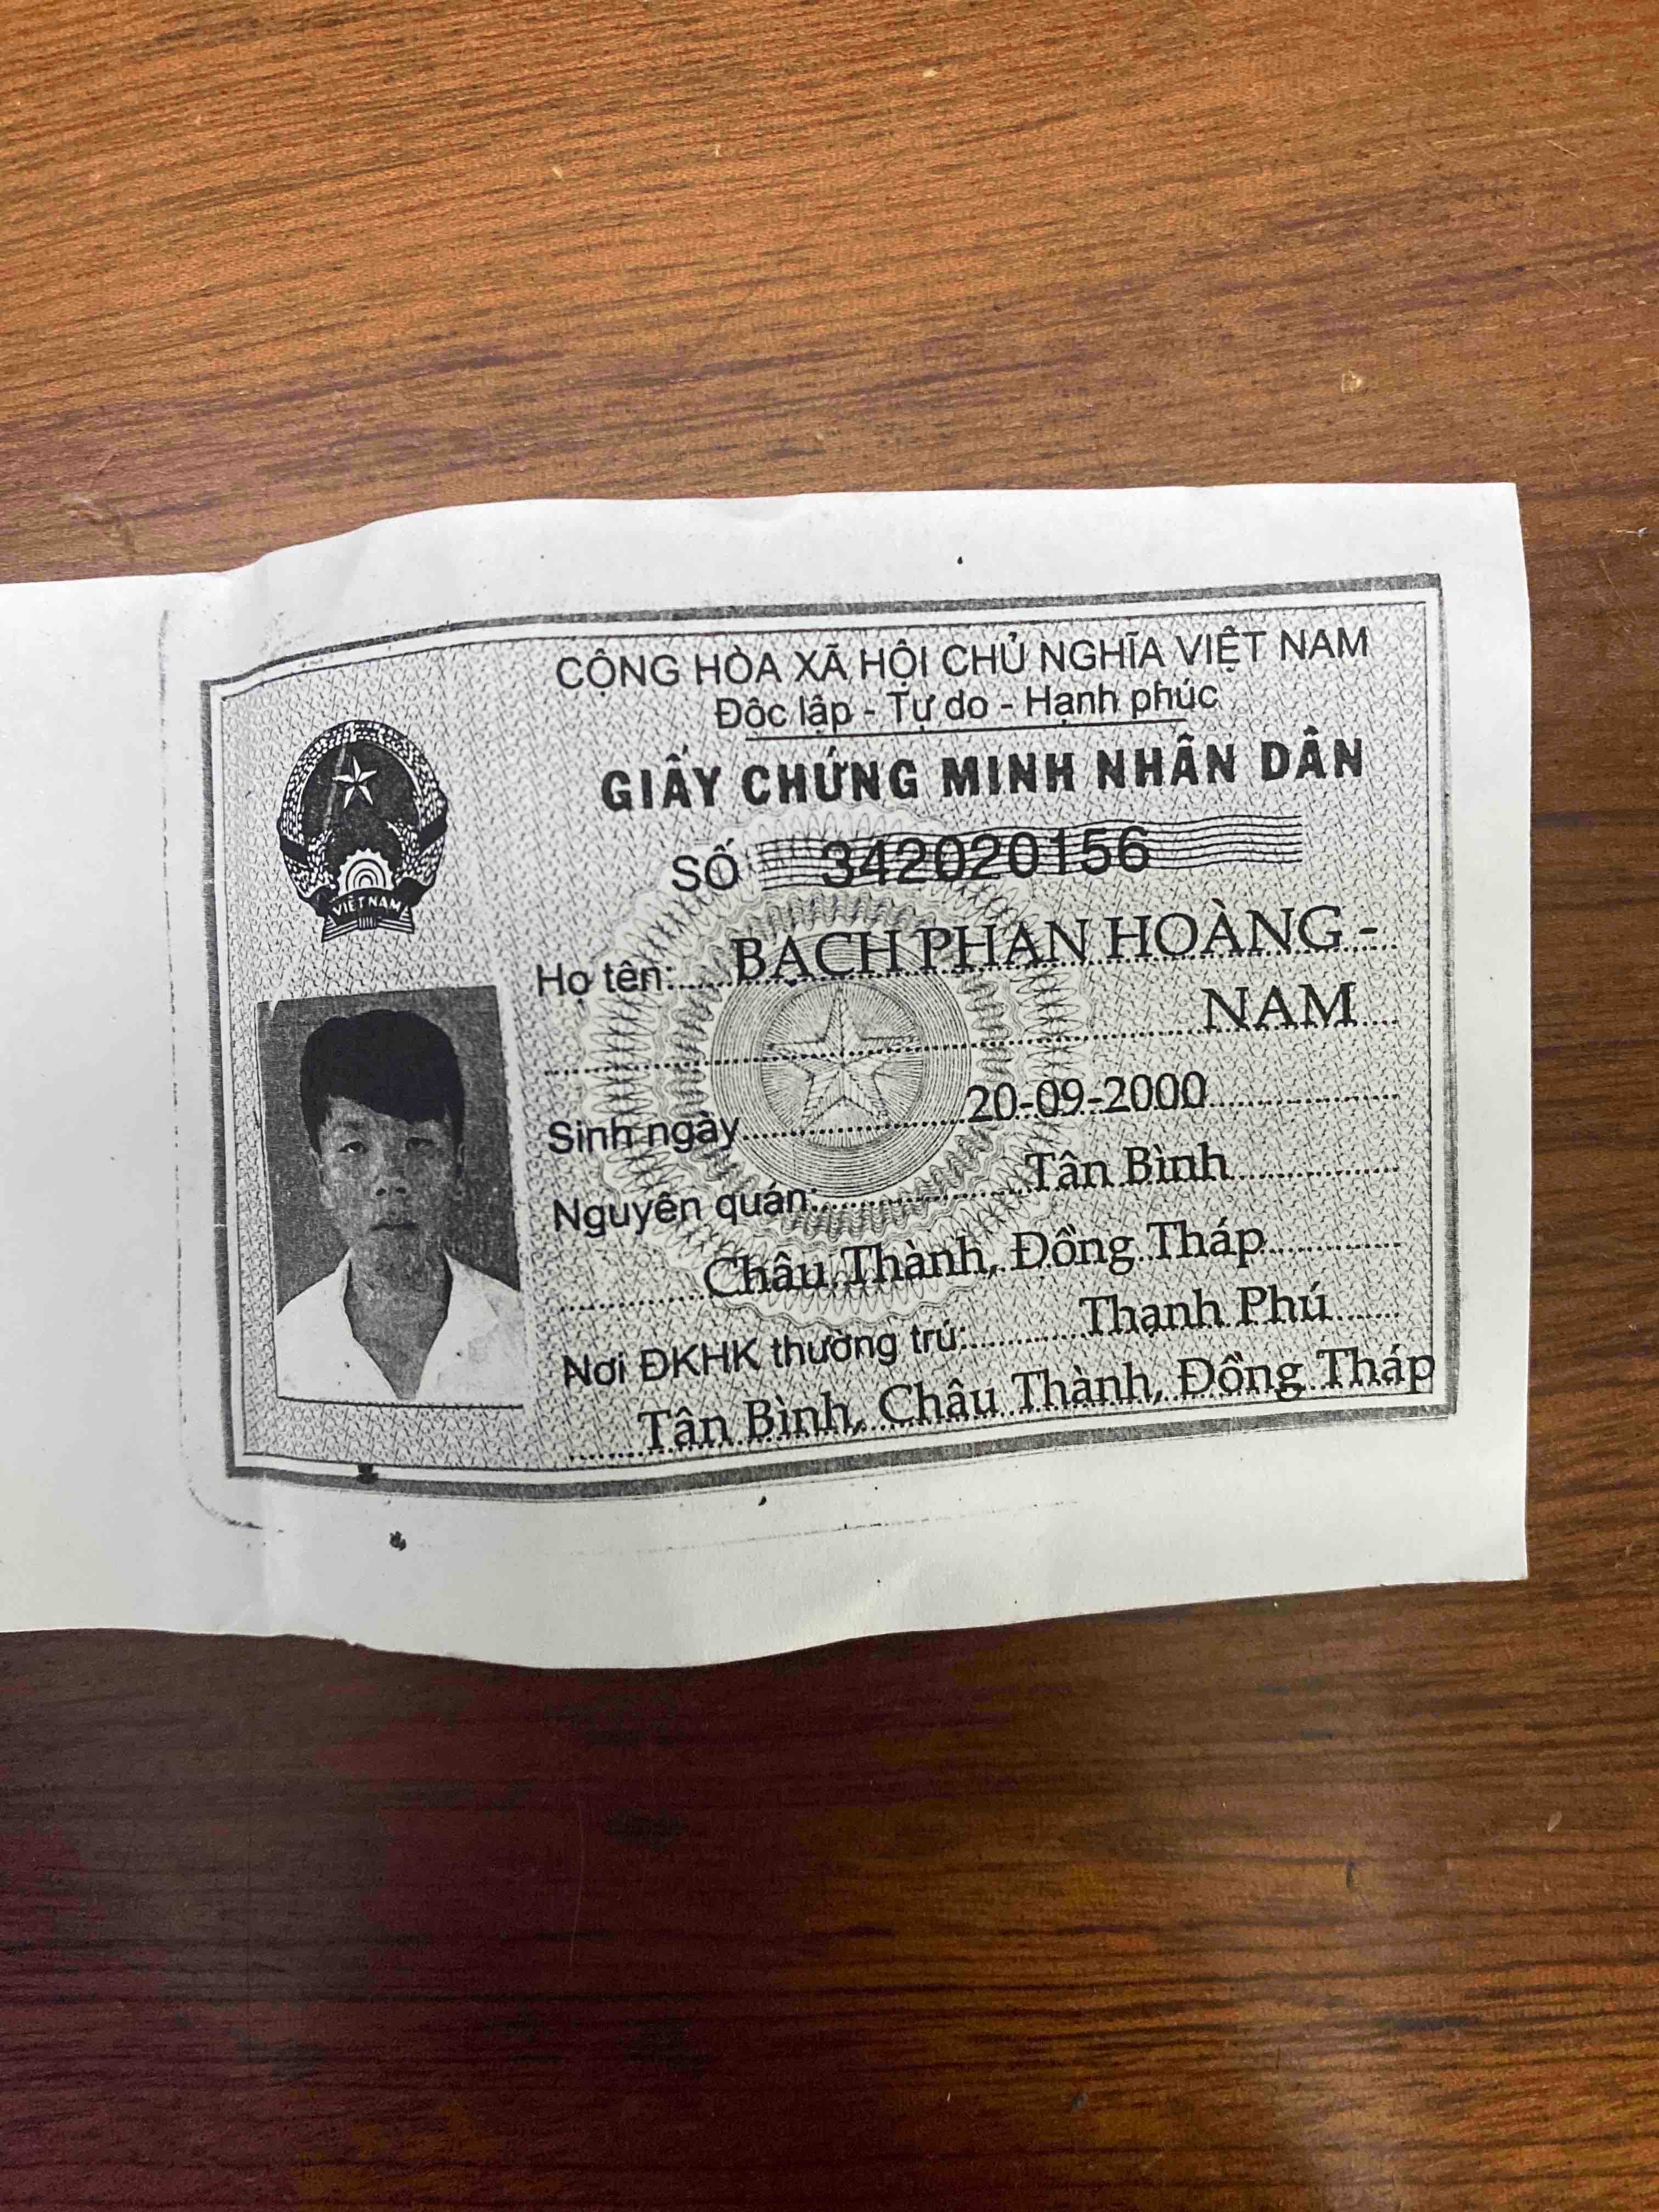 CỘNG HÒA XÃ HỘI CHỦ NGHĨA VIỆT NAM
Độc lập - Tự do - Hạnh phúc
GIẤY CHỨNG MINH NHÂN DÂN
VIỆT NAM
SỐ 342020156
Họ tên: BẠCH PHAN HOÀNG -
NAM
Sinh ngày 20-09-2000
Nguyên quán: Tân Bình
Châu Thành, Đồng Tháp
Nơi ĐKHK thường trú: Thạnh Phú
Tân Bình, Châu Thành, Đồng Tháp